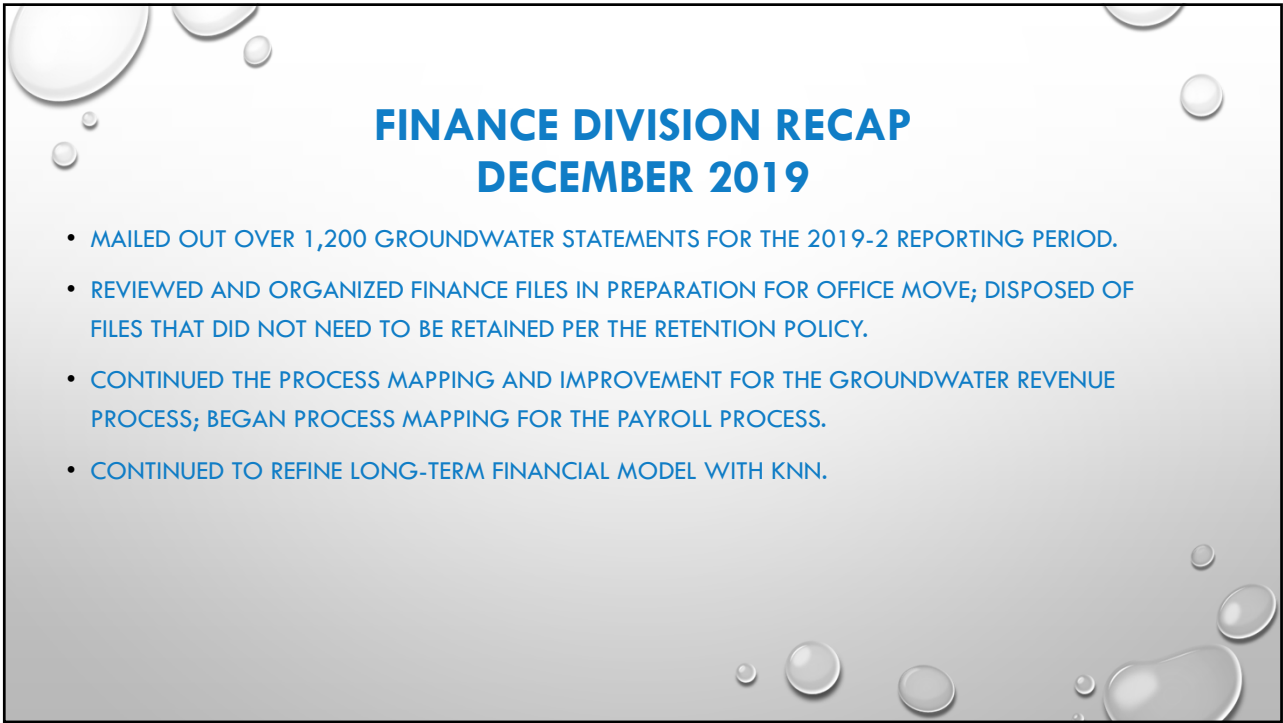 FINANCE DIVISION RECAP
DECEMBER 2019
• MAILED OUT OVER 1,200 GROUNDWATER STATEMENTS FOR THE 2019-2 REPORTING PERIOD.
• REVIEWED AND ORGANIZED FINANCE FILES IN PREPARATION FOR OFFICE MOVE; DISPOSED OF
FILES THAT DID NOT NEED TO BE RETAINED PER THE RETENTION POLICY.
• CONTINUED THE PROCESS MAPPING AND IMPROVEMENT FOR THE GROUNDWATER REVENUE
PROCESS; BEGAN PROCESS MAPPING FOR THE PAYROLL PROCESS.
• CONTINUED TO REFINE LONG-TERM FINANCIAL MODEL WITH KNN.